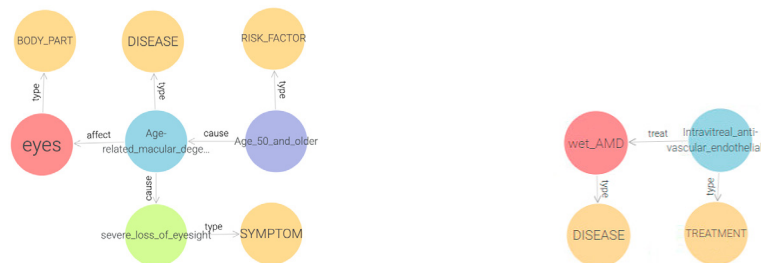 BODY_PART
DISEASE
RISK_FACTOR
type
type
type
eyes
affect
Age-
related_macular_dege...
cause
Age_50_and_older
cause
severe_loss_of_eyesight
type
SYMPTOM
wet_AMD
treat
Intravitreal_anti-
vascular_endothelial
type
type
DISEASE
TREATMENT